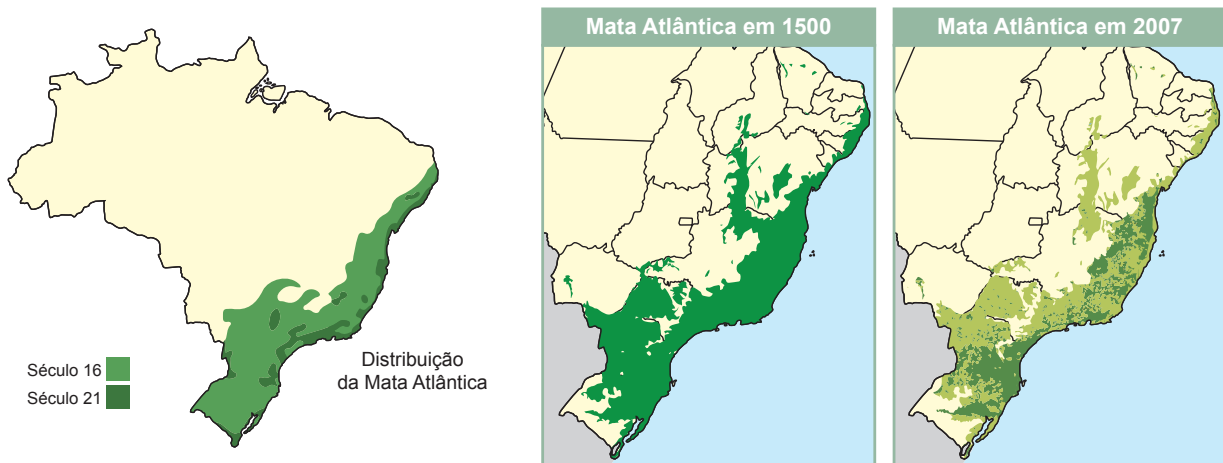 Século 16
Século 21
Distribuição
da Mata Atlântica
Mata Atlântica em 1500
Mata Atlântica em 2007